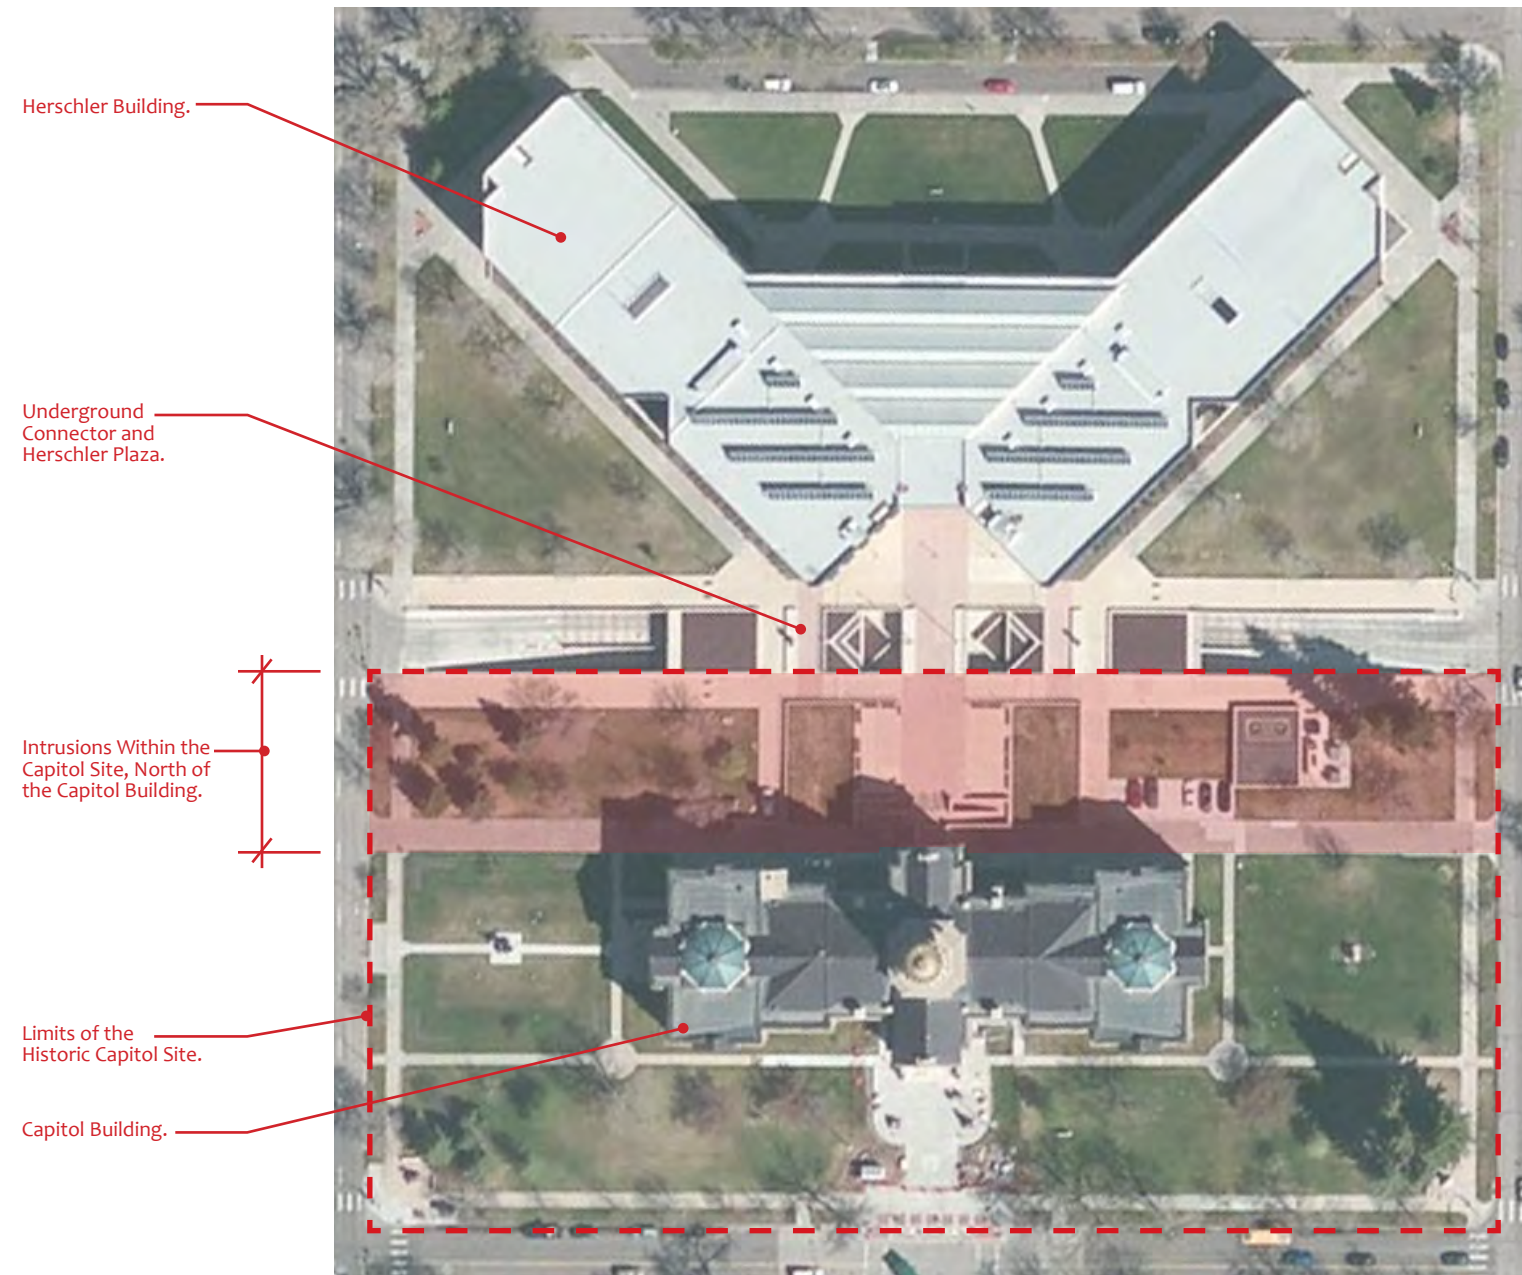 Herschler Building.
Underground
Connector and
Herschler Plaza.
Intrusions Within the
Capitol Site, North of
the Capitol Building.
Limits of the
Historic Capitol Site.
Capitol Building.